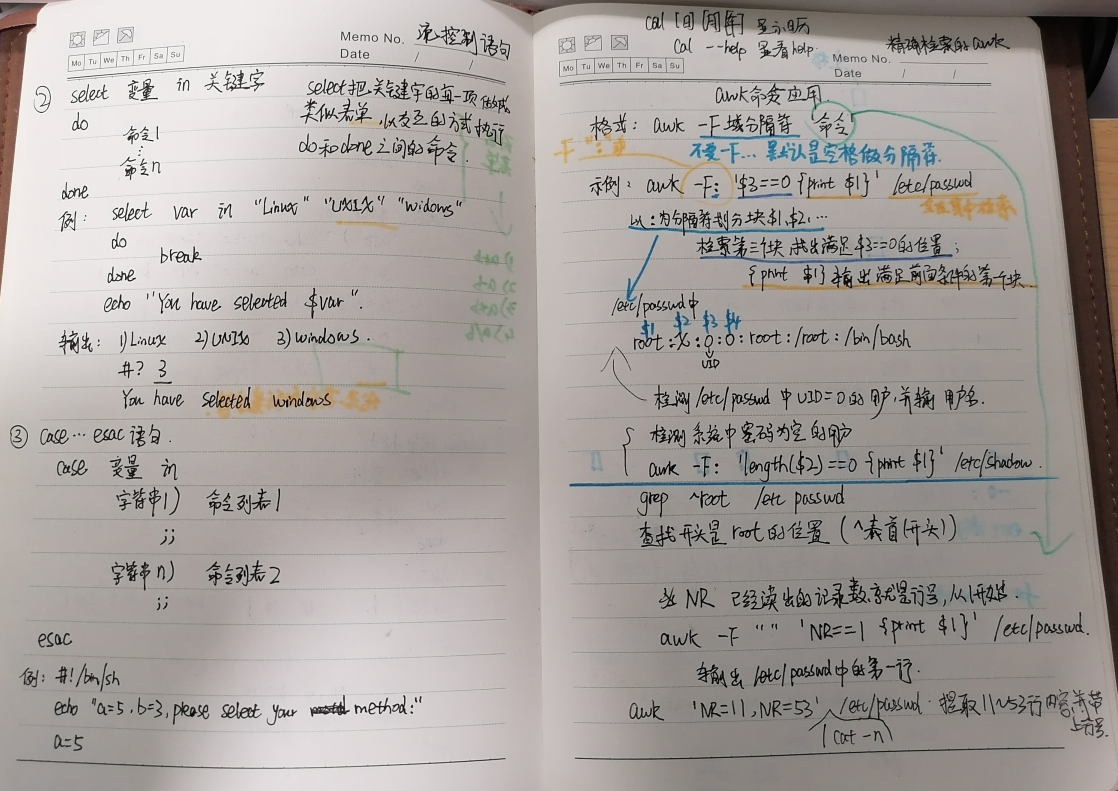 Memo No. 流控制语句
Mo Tu We Th Fr Sa Su
Date / /
② select 变量 in 关键字
select把关键字的每一项做成
do
类似表单,以交互的方式执行
命令1
do和done之间的命令.
⋮
命令n
done
例: select var in "Linux" "UNIX" "widows"
do
break
done
echo "You have selected $var".
输出: 1)Linux 2)UNIX 3)windows.
#? 3
You have selected windows
③ case…esac语句.
case 变量 in
字符串1) 命令列表1
;;
字符串n) 命令列表2
;;
esac
例: #!/bin/sh
echo "a=5,b=3,please select your method:"
a=5
cal [日][月][年] 显示日历
cal --help 显看help
精确检索的awk
Memo No.
Mo Tu We Th Fr Sa Su
Date / /
awk命令应用
格式: awk -F域分隔符 '命令'
-F ":"
不要-F… 默认是空格做分隔符.
示例: awk -F: '$3==0 {print $1}' /etc/passwd
以:为分隔符划分块$1,$2,…
检索第三个块 找出满足$3==0的位置;
{print $1}输出满足前面条件的第一个块.
/etc/passwd中
$1 $2 $3 $4
root:x:0:0:root:/root:/bin/bash
UID
检测/etc/passwd中UID=0的用户,并输用户名.
检测系统中密码为空的用户
awk -F: 'length($2)==0 {print $1}' /etc/shadow.
grep ^root /etc passwd
查找开头是root的位置(^表首(开头))
NR 已经读出的记录数,就是行号,从1开始.
awk -F " " 'NR==1 {print $1}' /etc/passwd.
输出/etc/passwd中的第一行.
awk 'NR=11,NR=53' /etc/passwd. 提取11~53行内容,并带
上行号.
(cat -n)